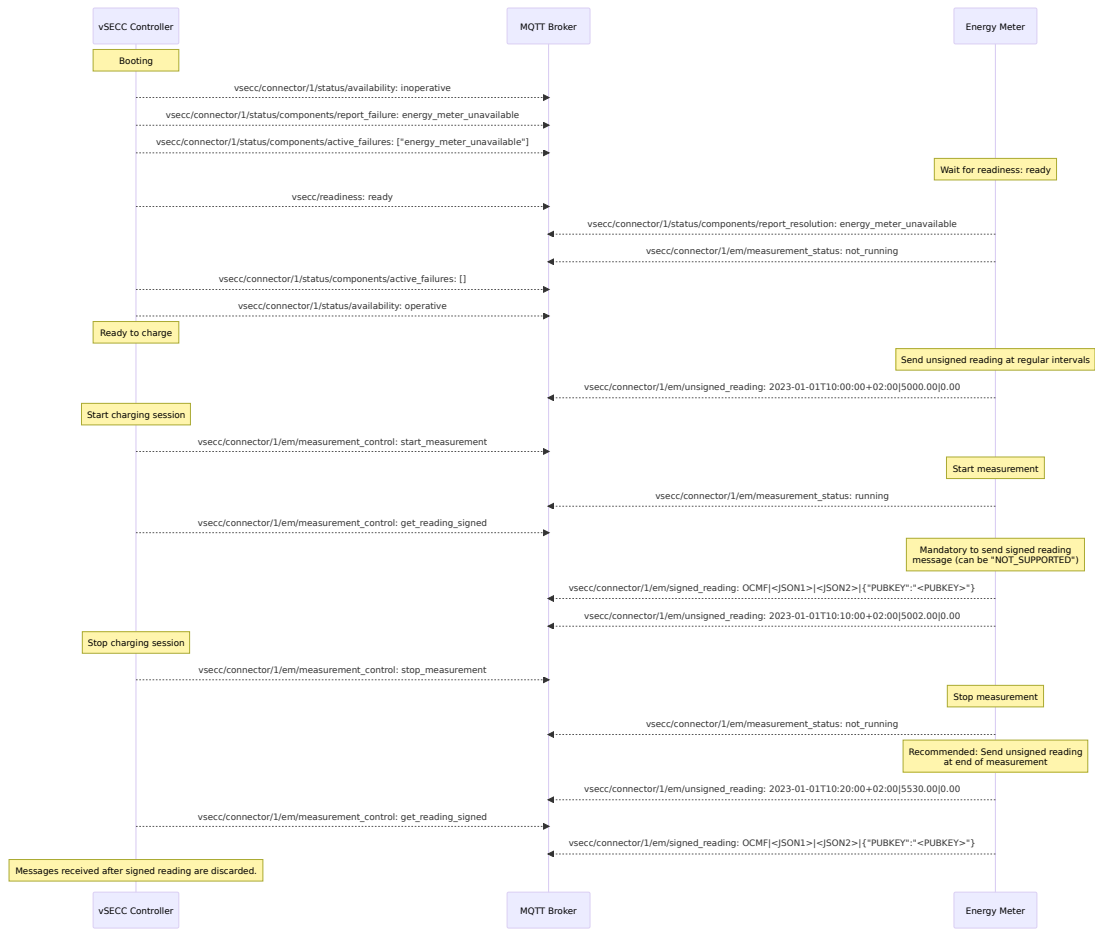 vSECC Controller
MQTT Broker
Energy Meter
Booting
vsecc/connector/1/status/availability: inoperative
vsecc/connector/1/status/components/report_failure: energy_meter_unavailable
vsecc/connector/1/status/components/active_failures: ["energy_meter_unavailable"]
Wait for readiness: ready
vsecc/readiness: ready
vsecc/connector/1/status/components/report_resolution: energy_meter_unavailable
vsecc/connector/1/em/measurement_status: not_running
vsecc/connector/1/status/components/active_failures: []
vsecc/connector/1/status/availability: operative
Ready to charge
Send unsigned reading at regular intervals
vsecc/connector/1/em/unsigned_reading: 2023-01-01T10:00:00+02:00|5000.00|0.00
Start charging session
vsecc/connector/1/em/measurement_control: start_measurement
Start measurement
vsecc/connector/1/em/measurement_status: running
vsecc/connector/1/em/measurement_control: get_reading_signed
Mandatory to send signed reading
message (can be "NOT_SUPPORTED")
vsecc/connector/1/em/signed_reading: OCMF|<JSON1>|<JSON2>|{"PUBKEY":"<PUBKEY>"}
vsecc/connector/1/em/unsigned_reading: 2023-01-01T10:10:00+02:00|5002.00|0.00
Stop charging session
vsecc/connector/1/em/measurement_control: stop_measurement
Stop measurement
vsecc/connector/1/em/measurement_status: not_running
Recommended: Send unsigned reading
at end of measurement
vsecc/connector/1/em/unsigned_reading: 2023-01-01T10:20:00+02:00|5530.00|0.00
vsecc/connector/1/em/measurement_control: get_reading_signed
vsecc/connector/1/em/signed_reading: OCMF|<JSON1>|<JSON2>|{"PUBKEY":"<PUBKEY>"}
Messages received after signed reading are discarded.
vSECC Controller
MQTT Broker
Energy Meter